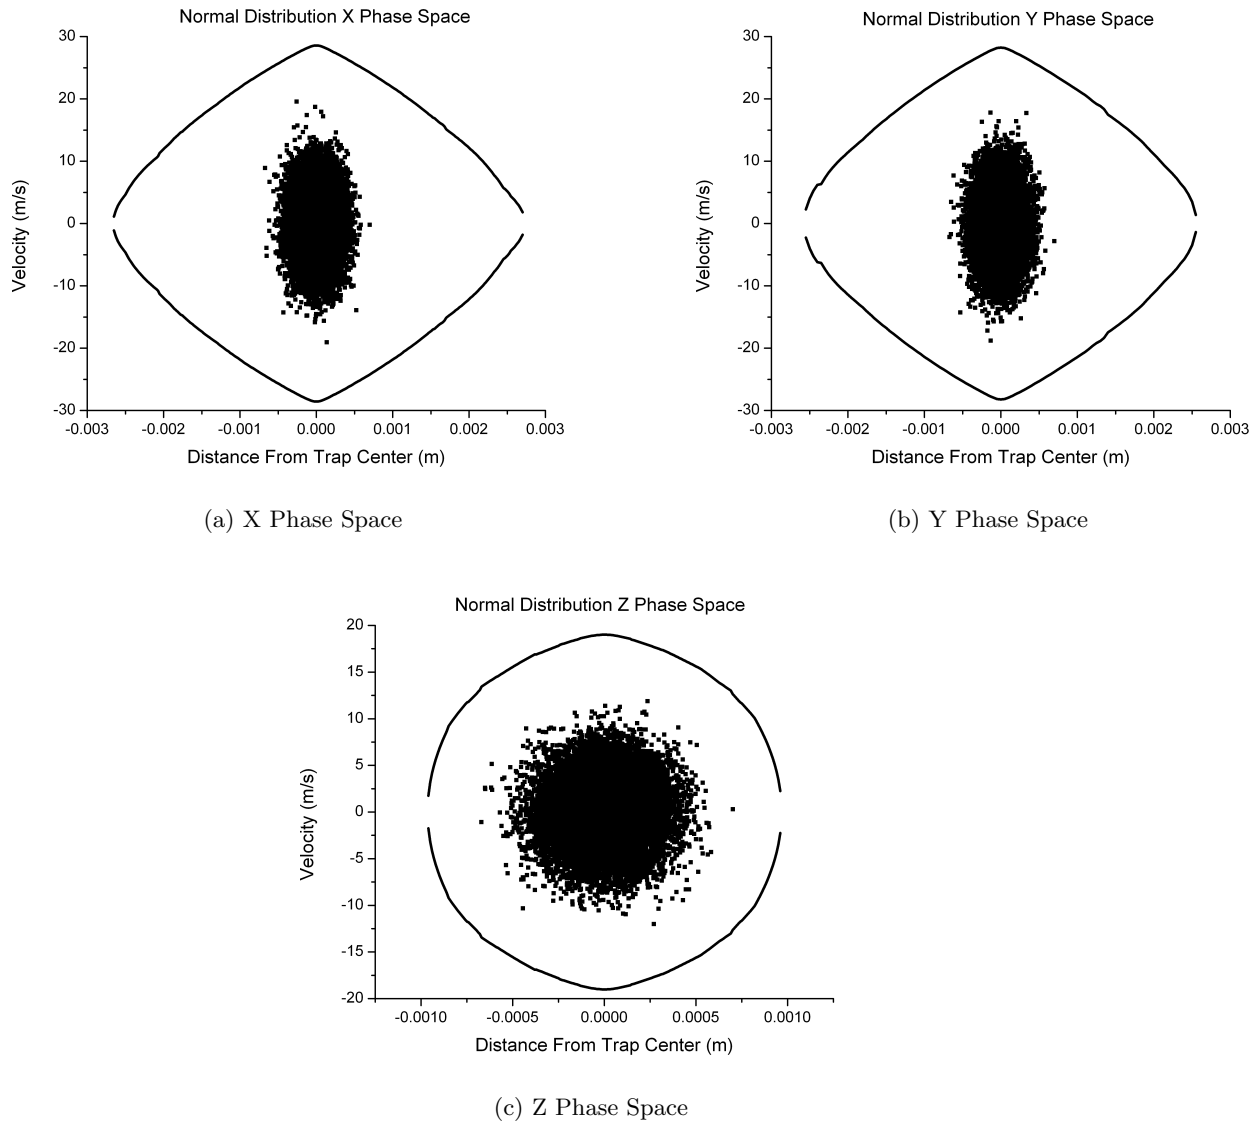 Normal Distribution X Phase Space
30
20
10
0
-10
-20
-30
Velocity (m/s)
-0.003 -0.002 -0.001 0.000 0.001 0.002 0.003
Distance From Trap Center (m)
(a) X Phase Space
Normal Distribution Y Phase Space
30
20
10
0
-10
-20
-30
Velocity (m/s)
-0.003 -0.002 -0.001 0.000 0.001 0.002 0.003
Distance From Trap Center (m)
(b) Y Phase Space
Normal Distribution Z Phase Space
20
15
10
5
0
-5
-10
-15
-20
Velocity (m/s)
-0.0010 -0.0005 0.0000 0.0005 0.0010
Distance From Trap Center (m)
(c) Z Phase Space